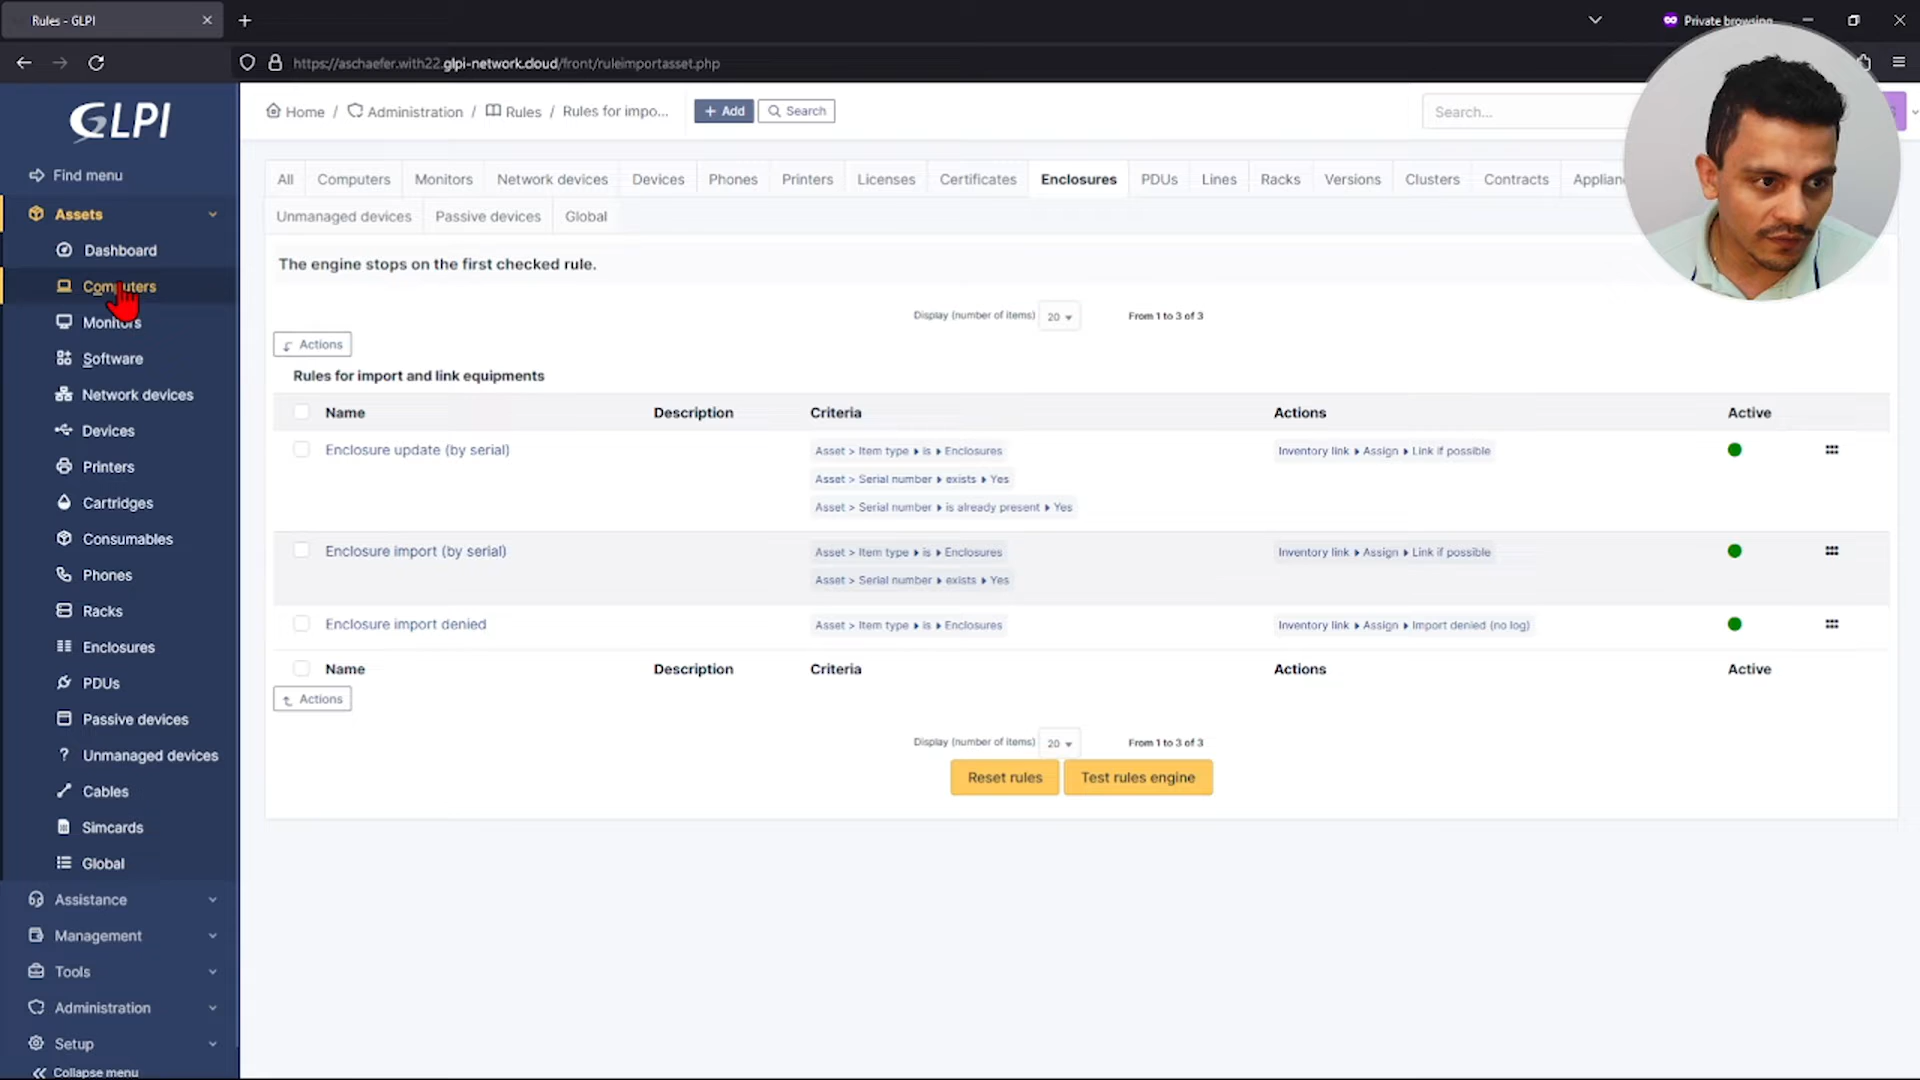 Rules - GLPI
Private browsing
https://aschaefer.with22.glpi-network.cloud/front/ruleimportasset.php
GLPI
Find menu
Assets
Dashboard
Computers
Monitors
Software
Network devices
Devices
Printers
Cartridges
Consumables
Phones
Racks
Enclosures
PDUs
Passive devices
Unmanaged devices
Cables
Simcards
Global
Assistance
Management
Tools
Administration
Setup
Collapse menu
Home / Administration / Rules / Rules for impo... + Add Search
Search...
All Computers Monitors Network devices Devices Phones Printers Licenses Certificates Enclosures PDUs Lines Racks Versions Clusters Contracts
Unmanaged devices Passive devices Global
The engine stops on the first checked rule.
Display (number of items) 20 From 1 to 3 of 3
Actions
Rules for import and link equipments
Name Description Criteria Actions Active
Enclosure update (by serial) Asset > Item type ▸ is ▸ Enclosures Inventory link ▸ Assign ▸ Link if possible
Asset > Serial number ▸ exists ▸ Yes
Asset > Serial number ▸ is already present ▸ Yes
Enclosure import (by serial) Asset > Item type ▸ is ▸ Enclosures Inventory link ▸ Assign ▸ Link if possible
Asset > Serial number ▸ exists ▸ Yes
Enclosure import denied Asset > Item type ▸ is ▸ Enclosures Inventory link ▸ Assign ▸ Import denied (no log)
Name Description Criteria Actions Active
Actions
Display (number of items) 20 From 1 to 3 of 3
Reset rules Test rules engine